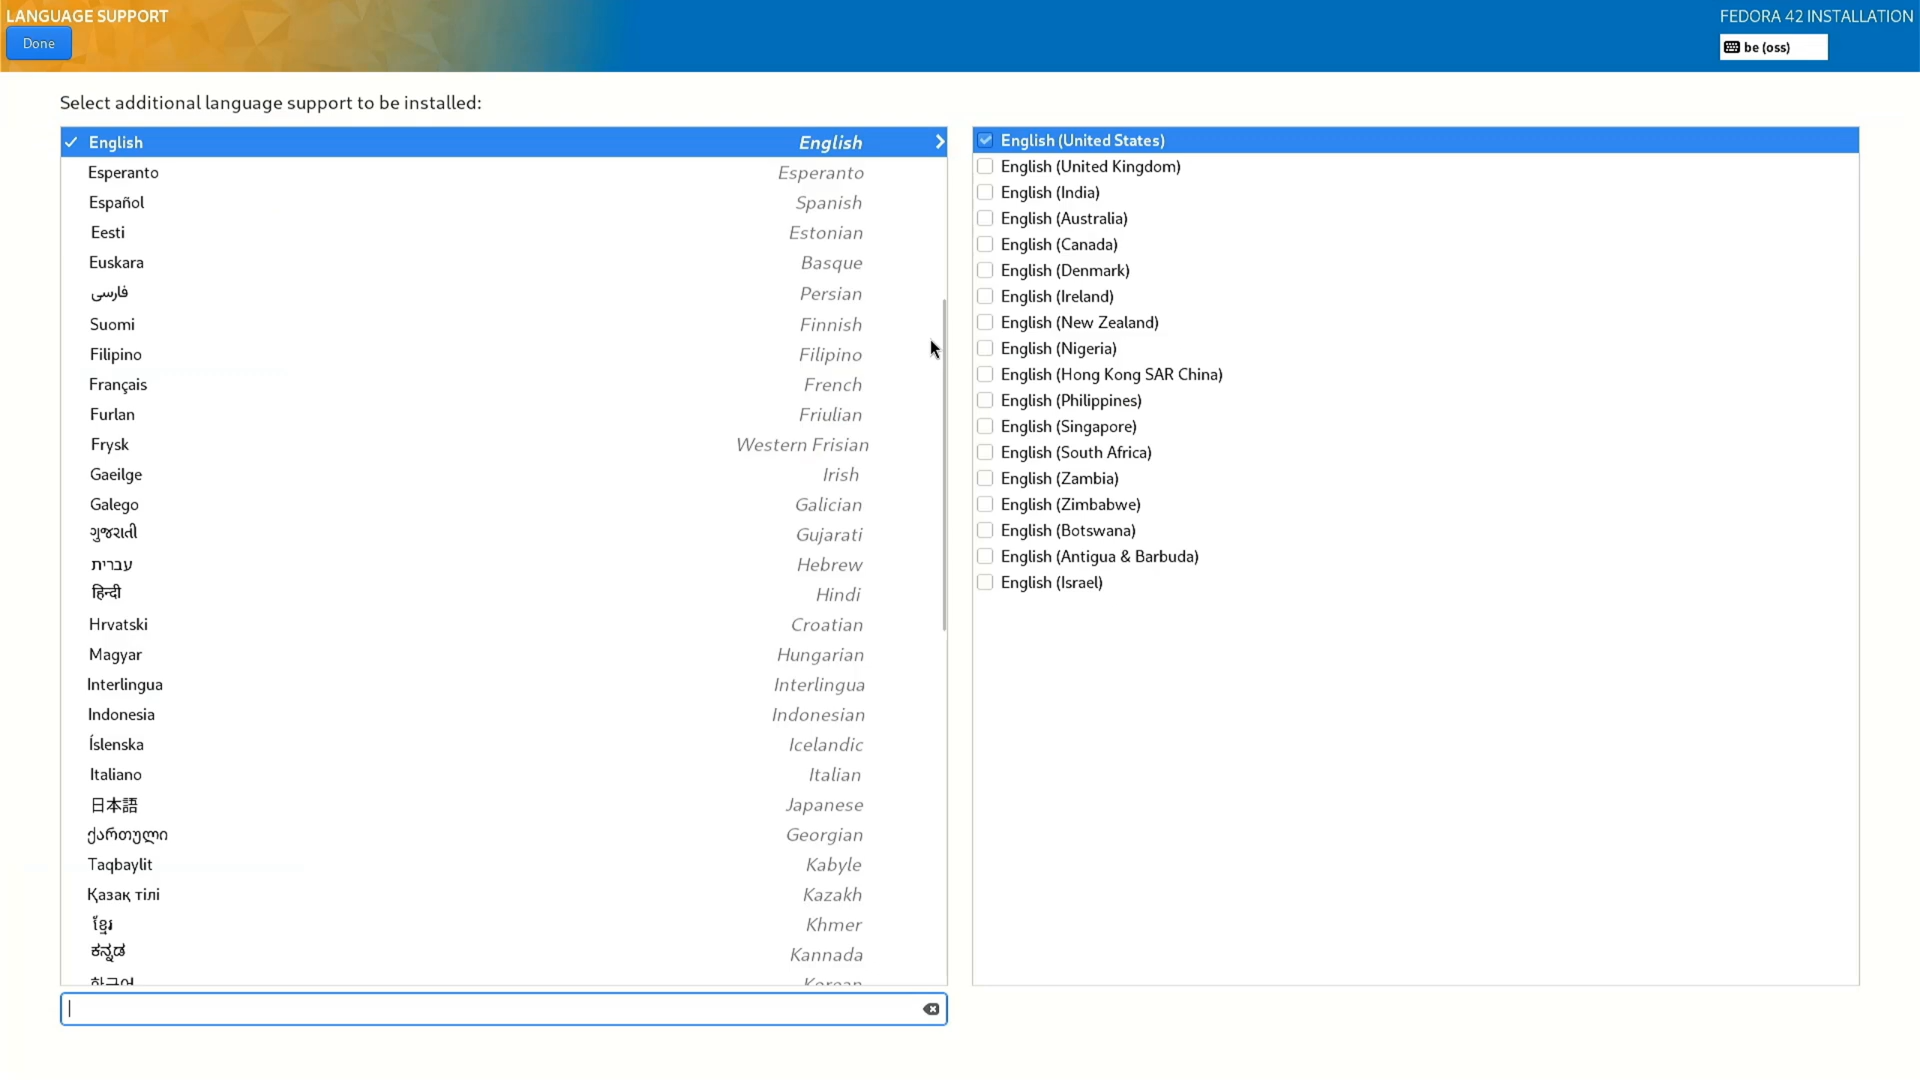 LANGUAGE SUPPORT
Done
FEDORA 42 INSTALLATION
be (oss)
Select additional language support to be installed:
English English
Esperanto Esperanto
Español Spanish
Eesti Estonian
Euskara Basque
فارسی Persian
Suomi Finnish
Filipino Filipino
Français French
Furlan Friulian
Frysk Western Frisian
Gaeilge Irish
Galego Galician
ગુજરાતી Gujarati
עברית Hebrew
हिन्दी Hindi
Hrvatski Croatian
Magyar Hungarian
Interlingua Interlingua
Indonesia Indonesian
Íslenska Icelandic
Italiano Italian
日本語 Japanese
ქართული Georgian
Taqbaylit Kabyle
Қазақ тілі Kazakh
ខ្មែរ Khmer
ಕನ್ನಡ Kannada
한국어 Korean
English (United States)
English (United Kingdom)
English (India)
English (Australia)
English (Canada)
English (Denmark)
English (Ireland)
English (New Zealand)
English (Nigeria)
English (Hong Kong SAR China)
English (Philippines)
English (Singapore)
English (South Africa)
English (Zambia)
English (Zimbabwe)
English (Botswana)
English (Antigua & Barbuda)
English (Israel)